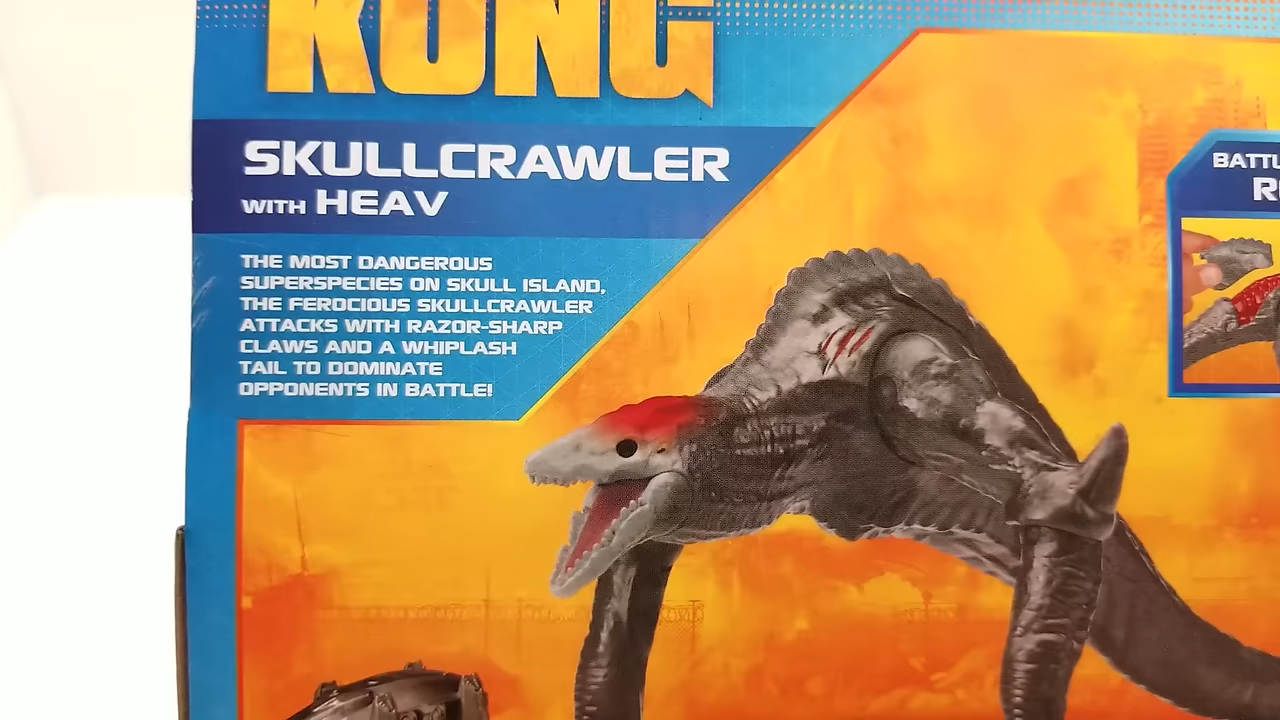 KONG
SKULLCRAWLER
WITH HEAV
THE MOST DANGEROUS
SUPERSPECIES ON SKULL ISLAND,
THE FEROCIOUS SKULLCRAWLER
ATTACKS WITH RAZOR-SHARP
CLAWS AND A WHIPLASH
TAIL TO DOMINATE
OPPONENTS IN BATTLE!